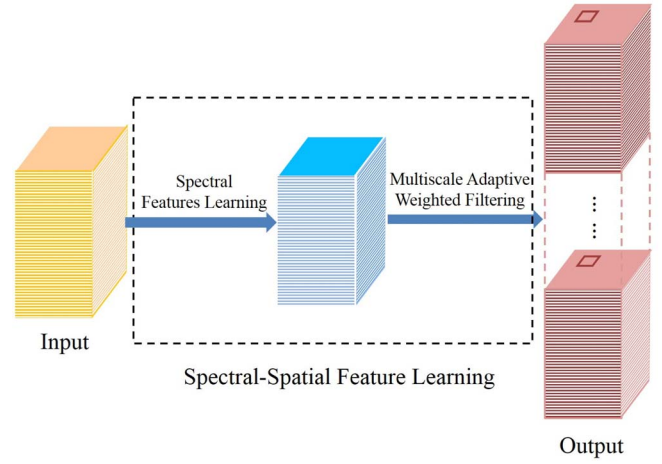 Spectral
Features Learning
Multiscale Adaptive
Weighted Filtering
Input
Spectral-Spatial Feature Learning
Output